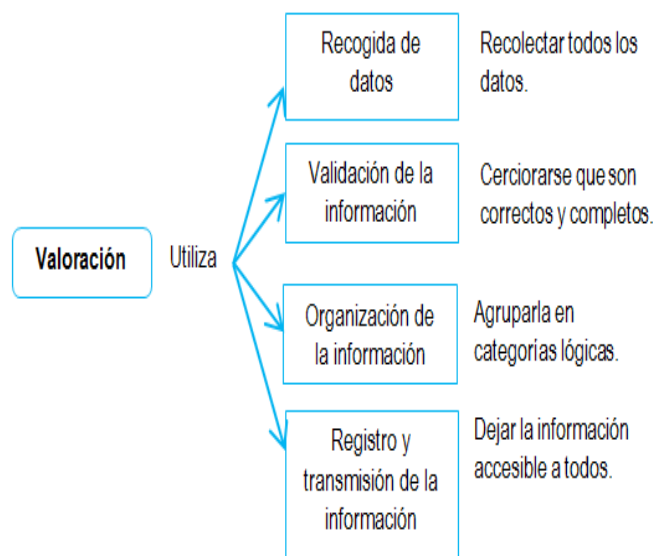 Valoración
Utiliza
Recogida de
datos
Recolectar todos los
datos.
Validación de la
información
Cerciorarse que son
correctos y completos.
Organización de
la información
Agruparla en
categorías lógicas.
Registro y
transmisión de la
información
Dejar la información
accesible a todos.